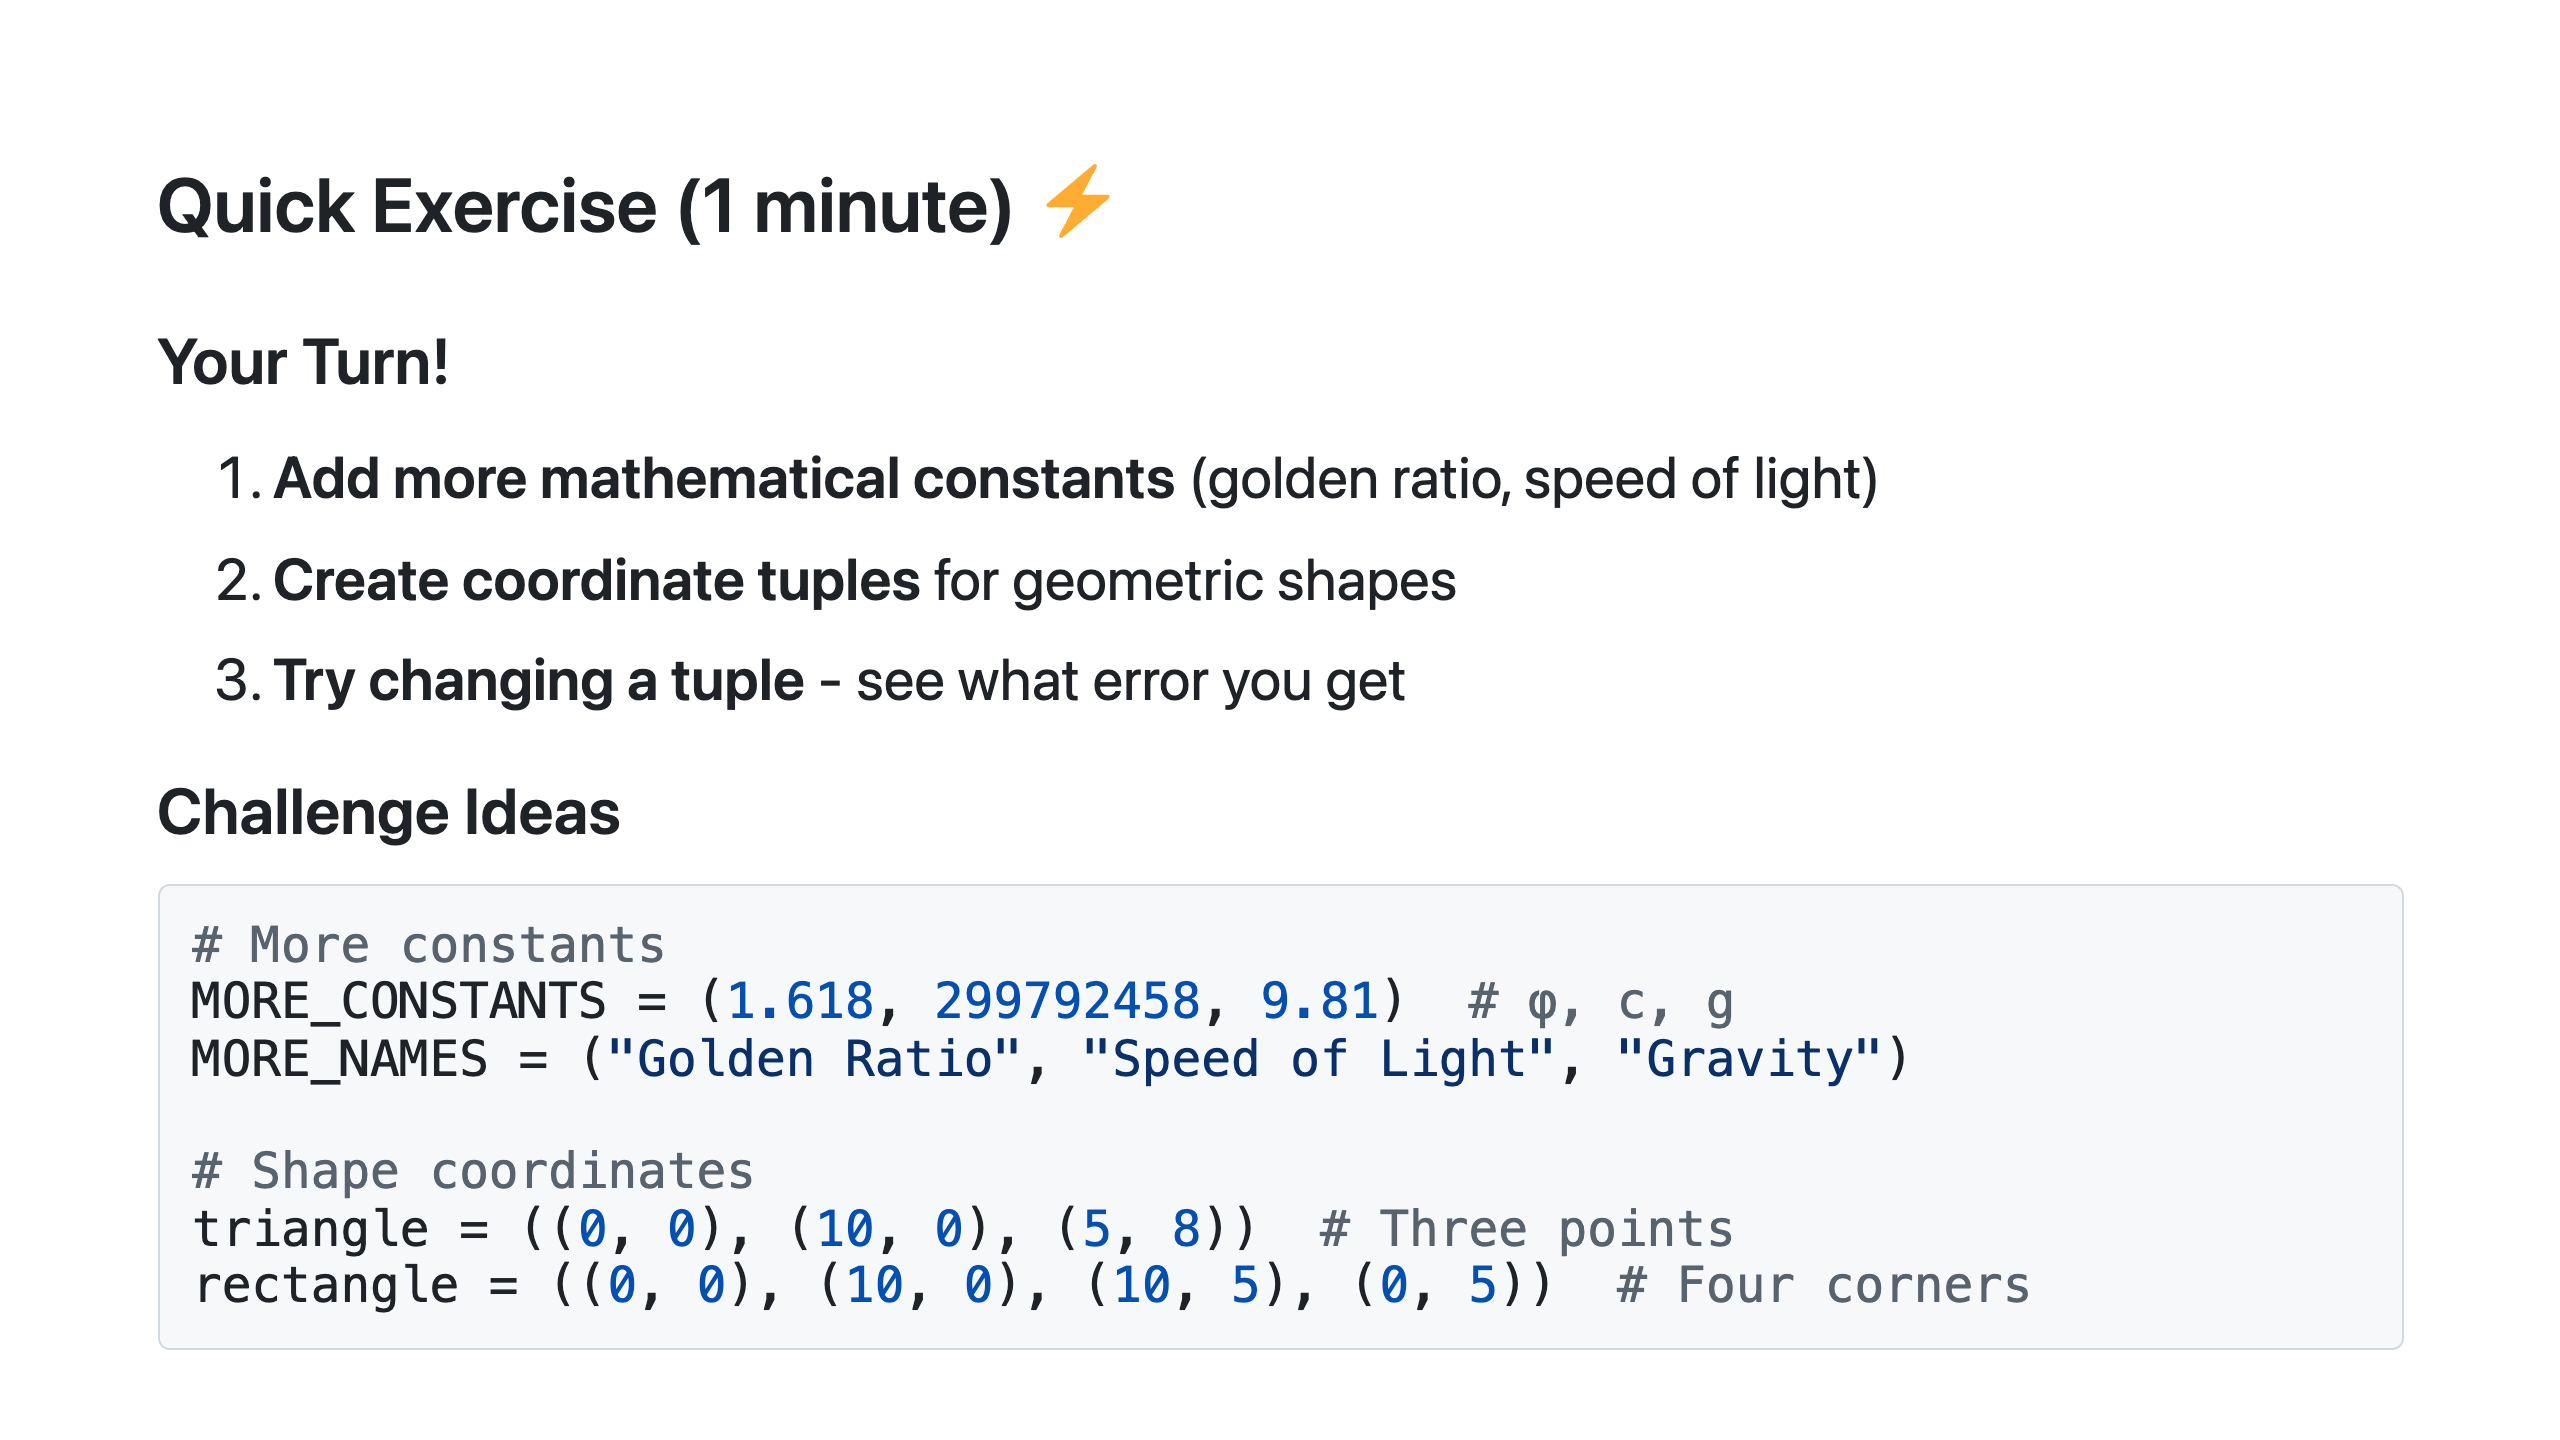 Quick Exercise (1 minute) ⚡
Your Turn!
1. Add more mathematical constants (golden ratio, speed of light)
2. Create coordinate tuples for geometric shapes
3. Try changing a tuple - see what error you get
Challenge Ideas
# More constants
MORE_CONSTANTS = (1.618, 299792458, 9.81)  # φ, c, g
MORE_NAMES = ("Golden Ratio", "Speed of Light", "Gravity")
# Shape coordinates
triangle = ((0, 0), (10, 0), (5, 8))  # Three points
rectangle = ((0, 0), (10, 0), (10, 5), (0, 5))  # Four corners